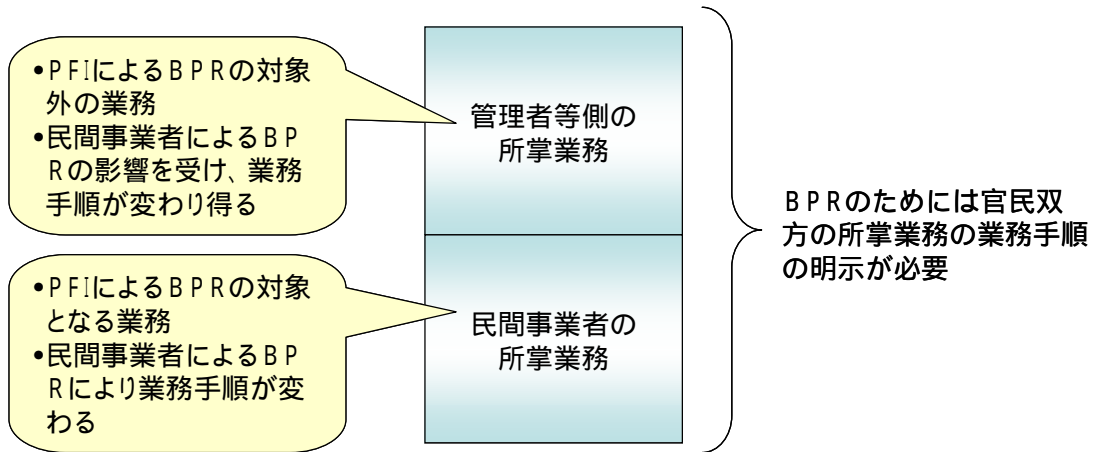 •PFIによるBPRの対象
外の業務
•民間事業者によるBP
Rの影響を受け、業務
手順が変わり得る
管理者等側の
所掌業務
•PFIによるBPRの対象
となる業務
•民間事業者によるBP
Rにより業務手順が変
わる
民間事業者の
所掌業務
BPRのためには官民双
方の所掌業務の業務手順
の明示が必要